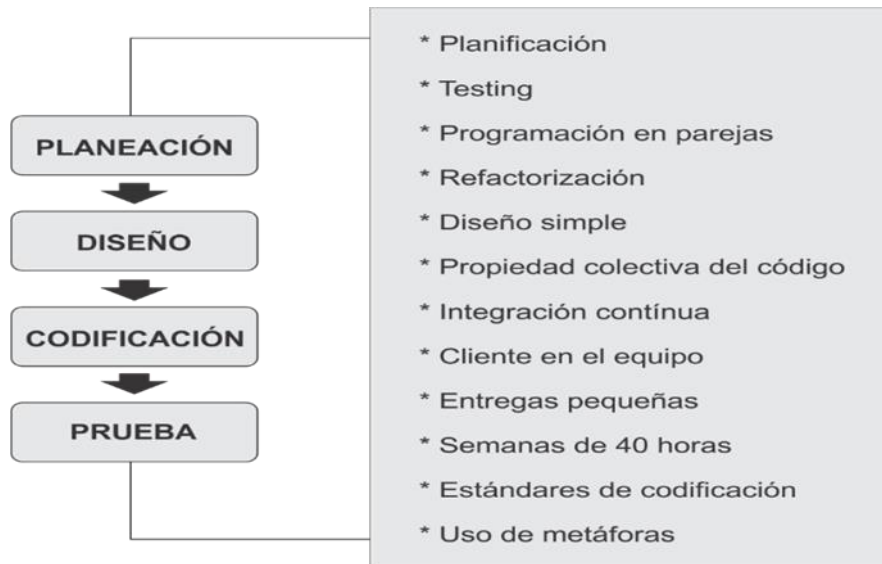 PLANEACIÓN
DISEÑO
CODIFICACIÓN
PRUEBA
* Planificación
* Testing
* Programación en parejas
* Refactorización
* Diseño simple
* Propiedad colectiva del código
* Integración contínua
* Cliente en el equipo
* Entregas pequeñas
* Semanas de 40 horas
* Estándares de codificación
* Uso de metáforas